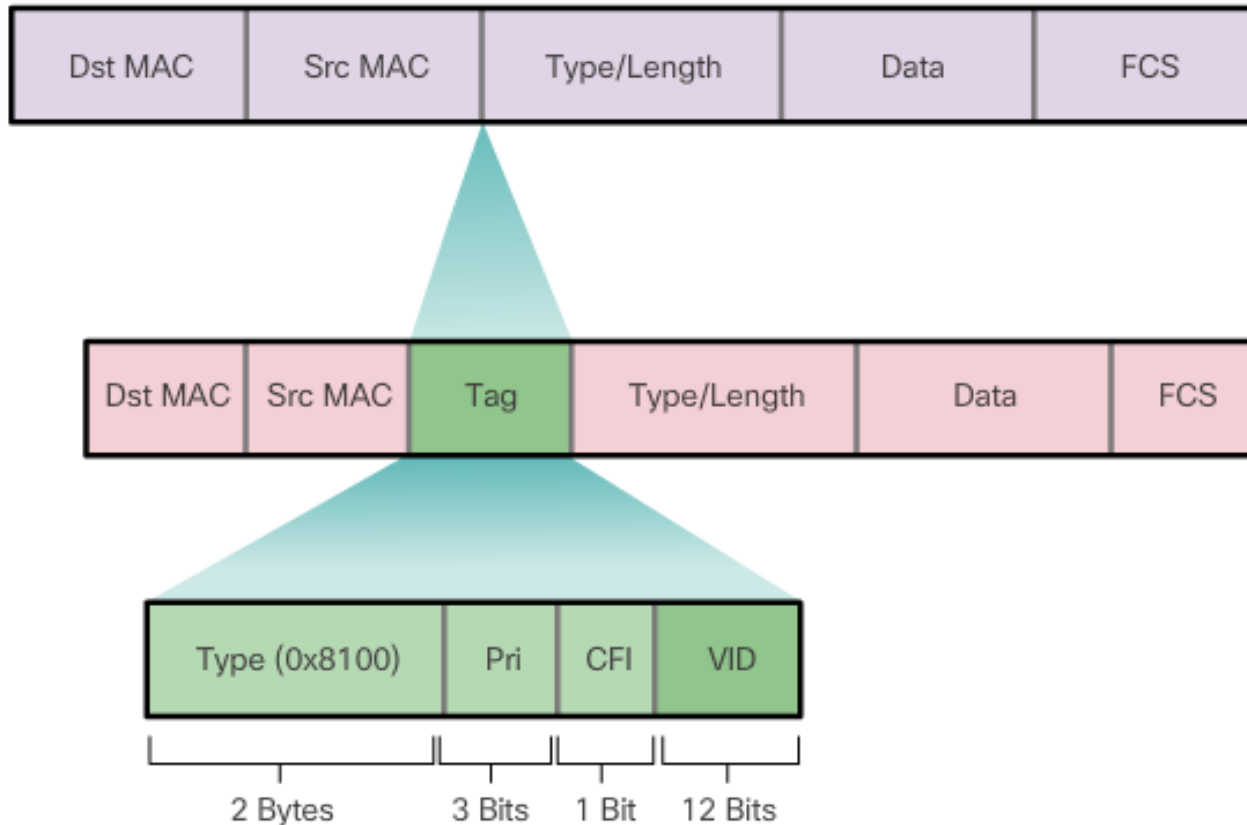 Dst MAC Src MAC Type/Length Data FCS
Dst MAC Src MAC Tag Type/Length Data FCS
Type (0x8100) Pri CFI VID
2 Bytes 3 Bits 1 Bit 12 Bits